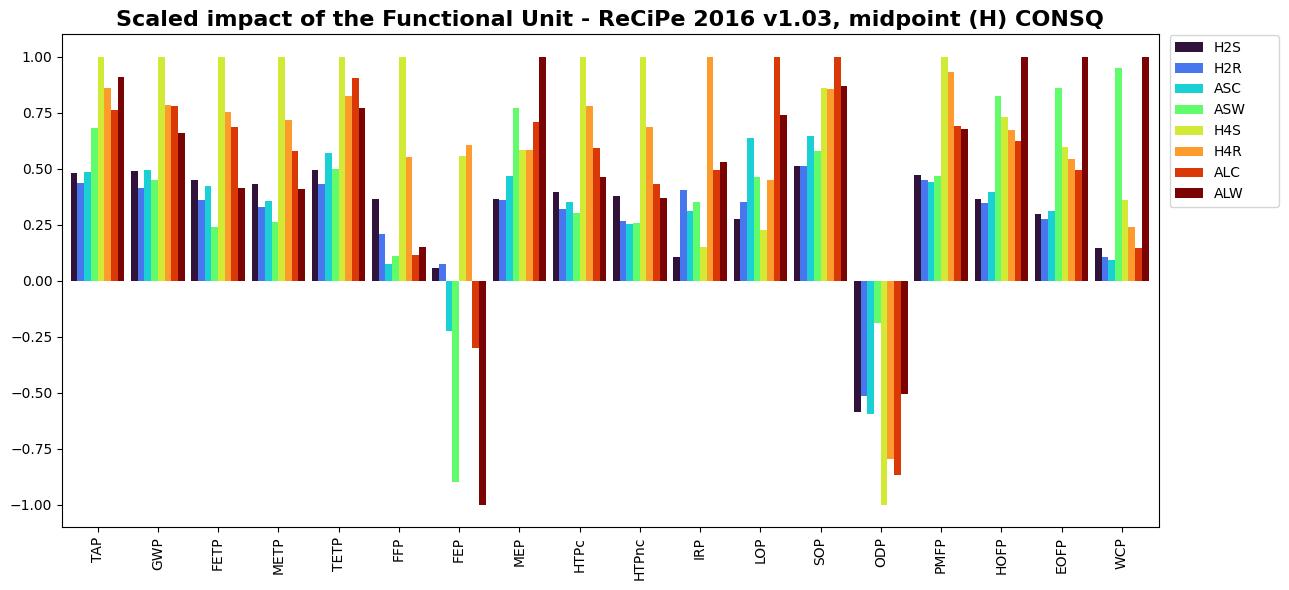 Scaled impact of the Functional Unit - ReCiPe 2016 v1.03, midpoint (H) CONSQ
1.00
0.75
0.50
0.25
0.00
−0.25
−0.50
−0.75
−1.00
TAP
GWP
FETP
METP
TETP
FFP
FEP
MEP
HTPc
HTPnc
IRP
LOP
SOP
ODP
PMFP
HOFP
EOFP
WCP
H2S
H2R
ASC
ASW
H4S
H4R
ALC
ALW